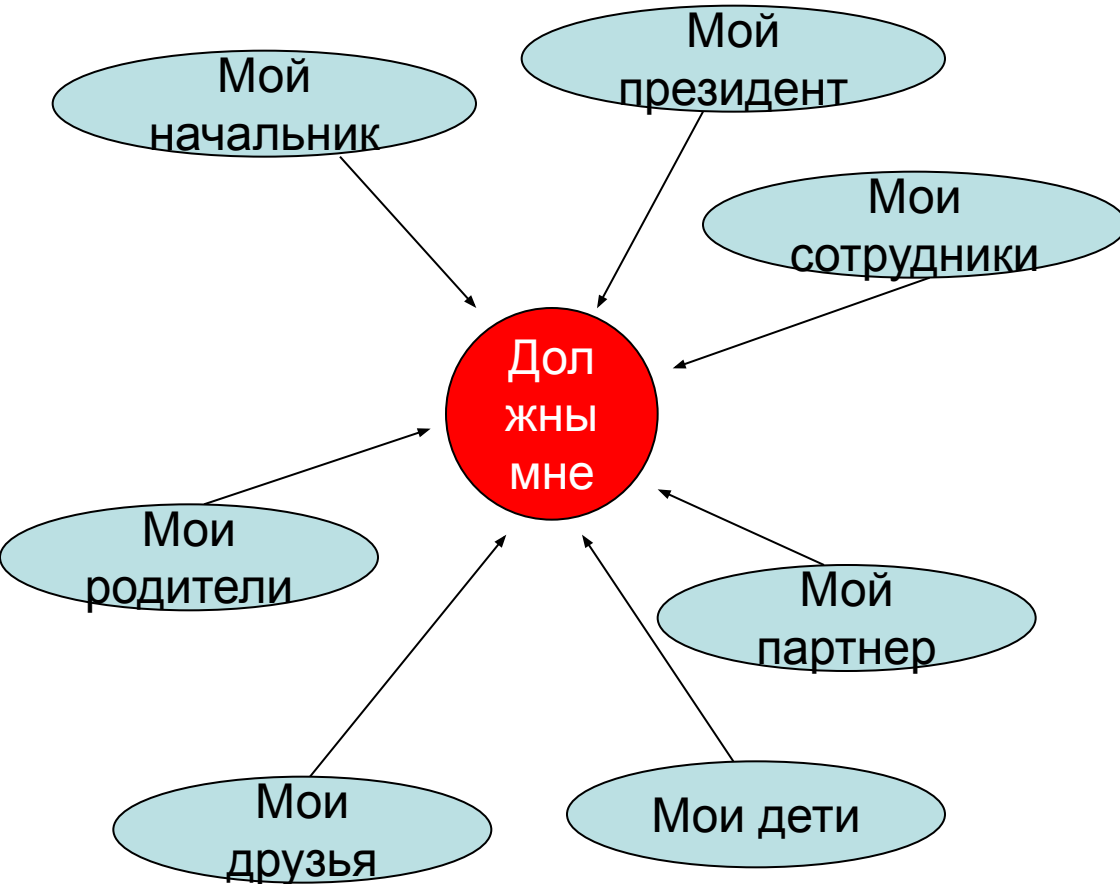 Мой
президент
Мой
начальник
Мои
сотрудники
Дол
жны
мне
Мои
родители
Мой
партнер
Мои
друзья
Мои дети